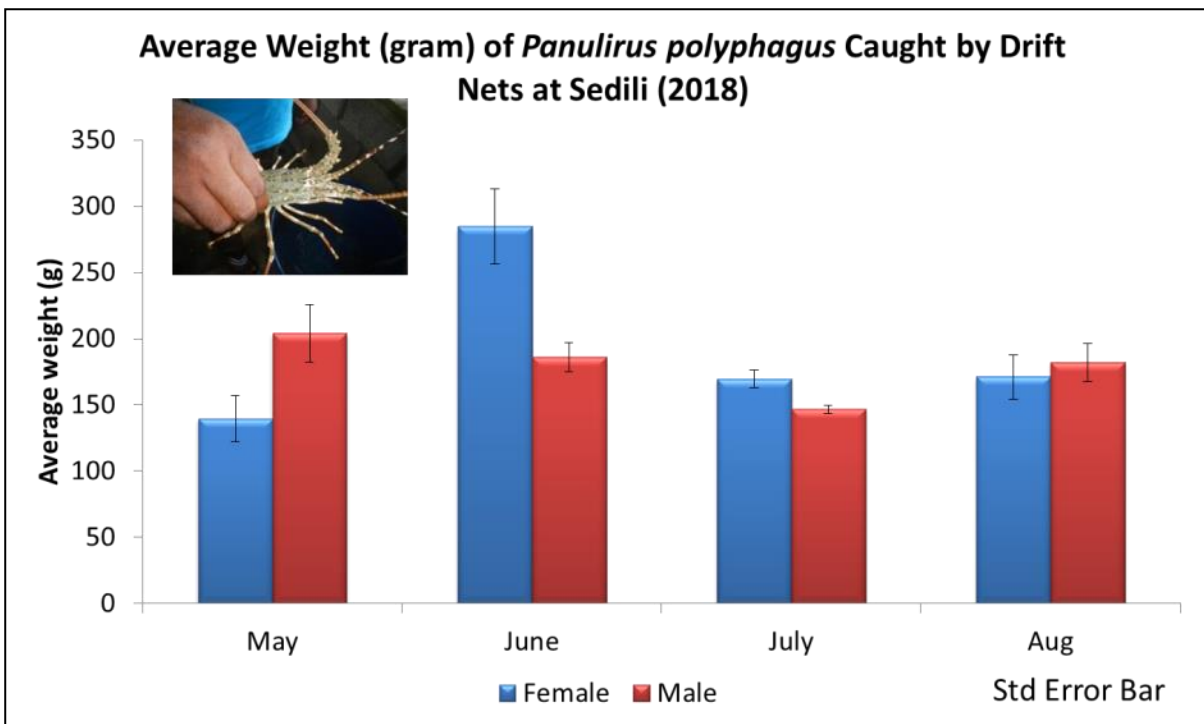 Average Weight (gram) of Panulirus polyphagus Caught by Drift
Nets at Sedili (2018)
350
300
250
200
150
100
50
0
Average weight (g)
May
June
July
Aug
Female
Male
Std Error Bar